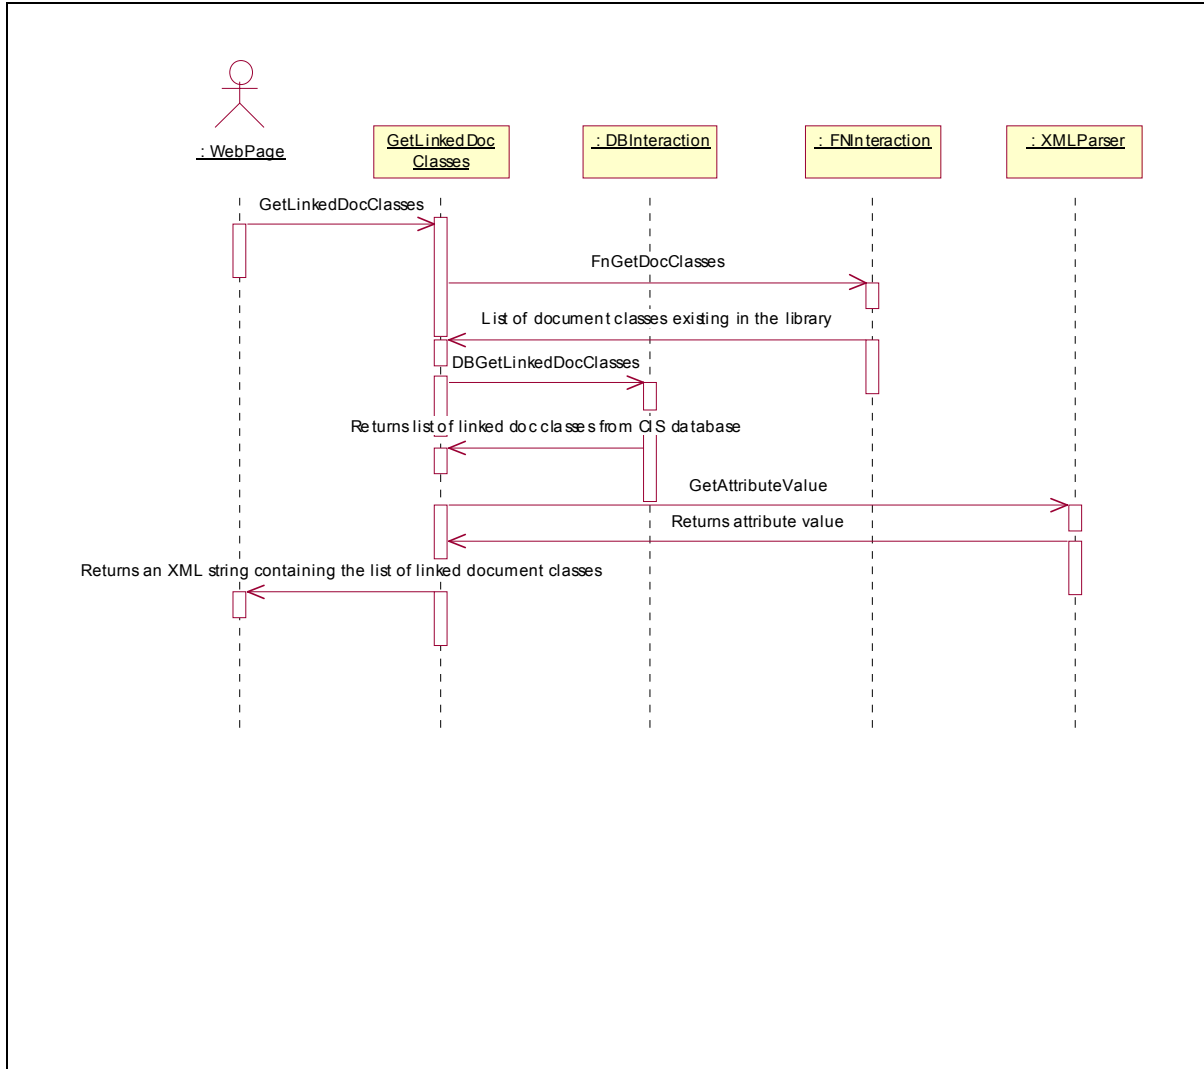 : WebPage
GetLinkedDoc
Classes
: DBInteraction
: FNInteraction
: XMLParser
GetLinkedDocClasses
FnGetDocClasses
List of document classes existing in the library
DBGetLinkedDocClasses
Returns list of linked doc classes from CIS database
GetAttributeValue
Returns attribute value
Returns an XML string containing the list of linked document classes